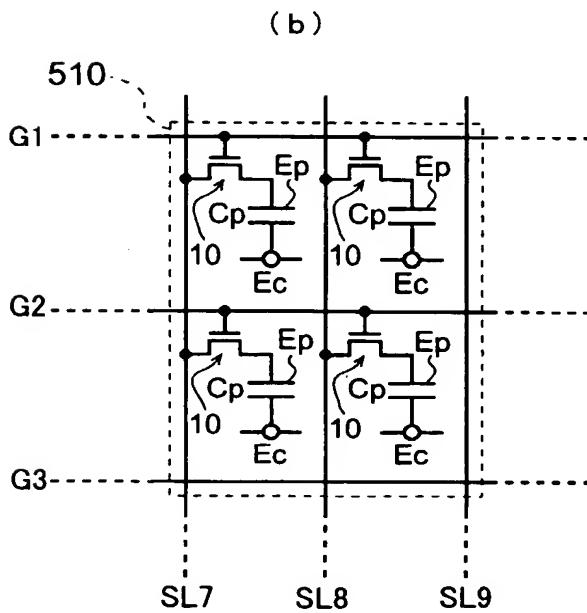 (b)
510
G1
Ep Ep
Cp Cp
10 10
Ec Ec
G2
Ep Ep
Cp Cp
10 10
Ec Ec
G3
SL7 SL8 SL9